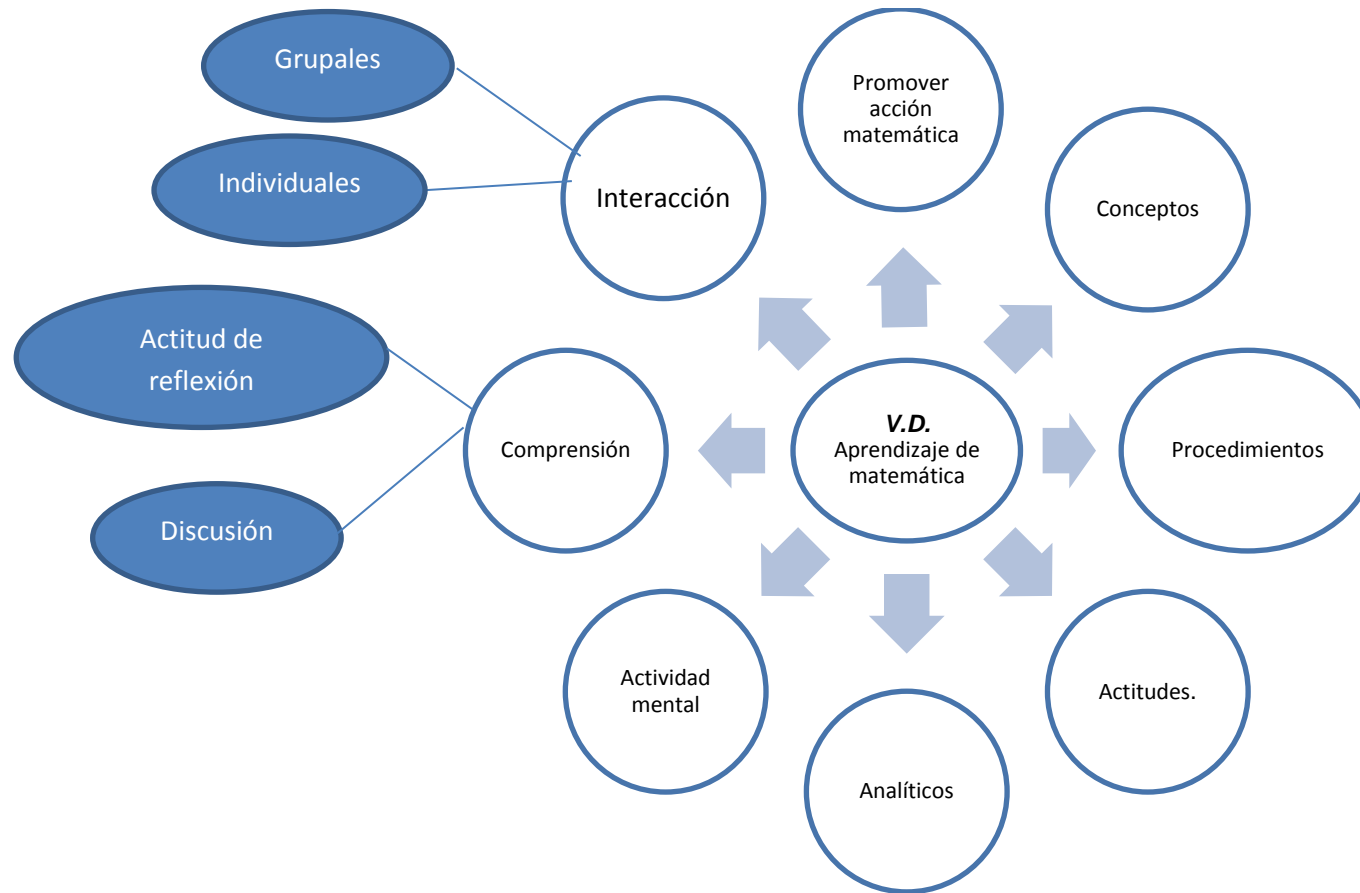 Grupales
Individuales
Actitud de
reflexión
Discusión
Interacción
Comprensión
Promover
acción
matemática
Conceptos
Procedimientos
Actitudes.
Analíticos
Actividad
mental
V.D.
Aprendizaje de
matemática